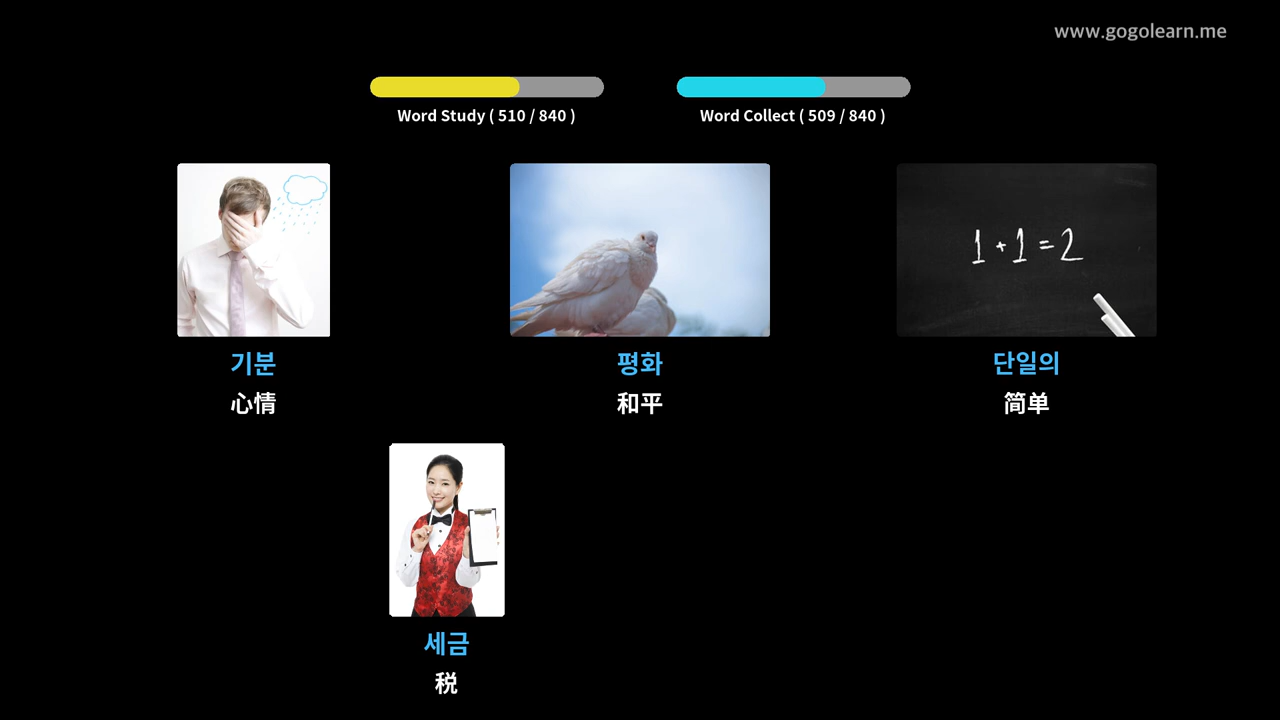 www.gogolearn.me
Word Study ( 510 / 840 )
Word Collect ( 509 / 840 )
1 + 1 = 2
기분
心情
평화
和平
단일의
简单
세금
税